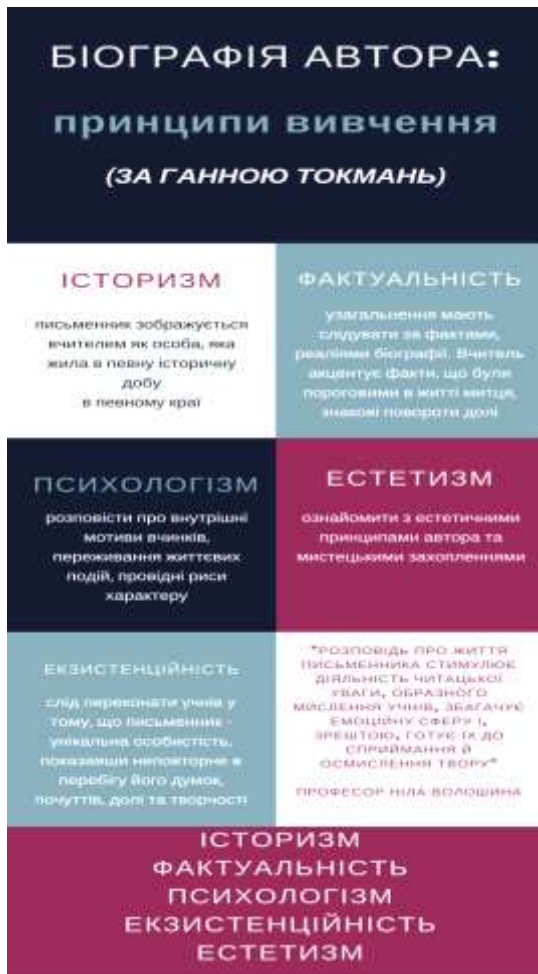 БІОГРАФІЯ АВТОРА:
принципи вивчення
(ЗА ГАННОЮ ТОКМАНЬ)
ІСТОРИЗМ
письменник зображується
вчителем як особа, яка
жила в певну історичну
добу
в певному краї
ФАКТУАЛЬНІСТЬ
узагальнення мають
слідувати за фактами,
реаліями біографії. Вчитель
акцентує факти, що були
пороговими в житті митця,
знакові повороти долі
ПСИХОЛОГІЗМ
розповісти про внутрішні
мотиви вчинків,
переживання життєвих
подій, провідні риси
характеру
ЕСТЕТИЗМ
ознайомити з естетичними
принципами автора та
мистецькими захопленнями
ЕКЗИСТЕНЦІЙНІСТЬ
слід переконати учнів у
тому, що письменник -
унікальна особистість,
показавши неповторне в
перебігу його думок,
почуттів, долі та творчості
"РОЗПОВІДЬ ПРО ЖИТТЯ
ПИСЬМЕННИКА СТИМУЛЮЄ
ДІЯЛЬНІСТЬ ЧИТАЦЬКОЇ
УВАГИ, ОБРАЗНОГО
МИСЛЕННЯ УЧНІВ, ЗБАГАЧУЄ
ЕМОЦІЙНУ СФЕРУ І,
ЗРЕШТОЮ, ГОТУЄ ЇХ ДО
СПРИЙМАННЯ Й
ОСМИСЛЕННЯ ТВОРУ"
ПРОФЕСОР НІЛА ВОЛОШИНА
ІСТОРИЗМ
ФАКТУАЛЬНІСТЬ
ПСИХОЛОГІЗМ
ЕКЗИСТЕНЦІЙНІСТЬ
ЕСТЕТИЗМ